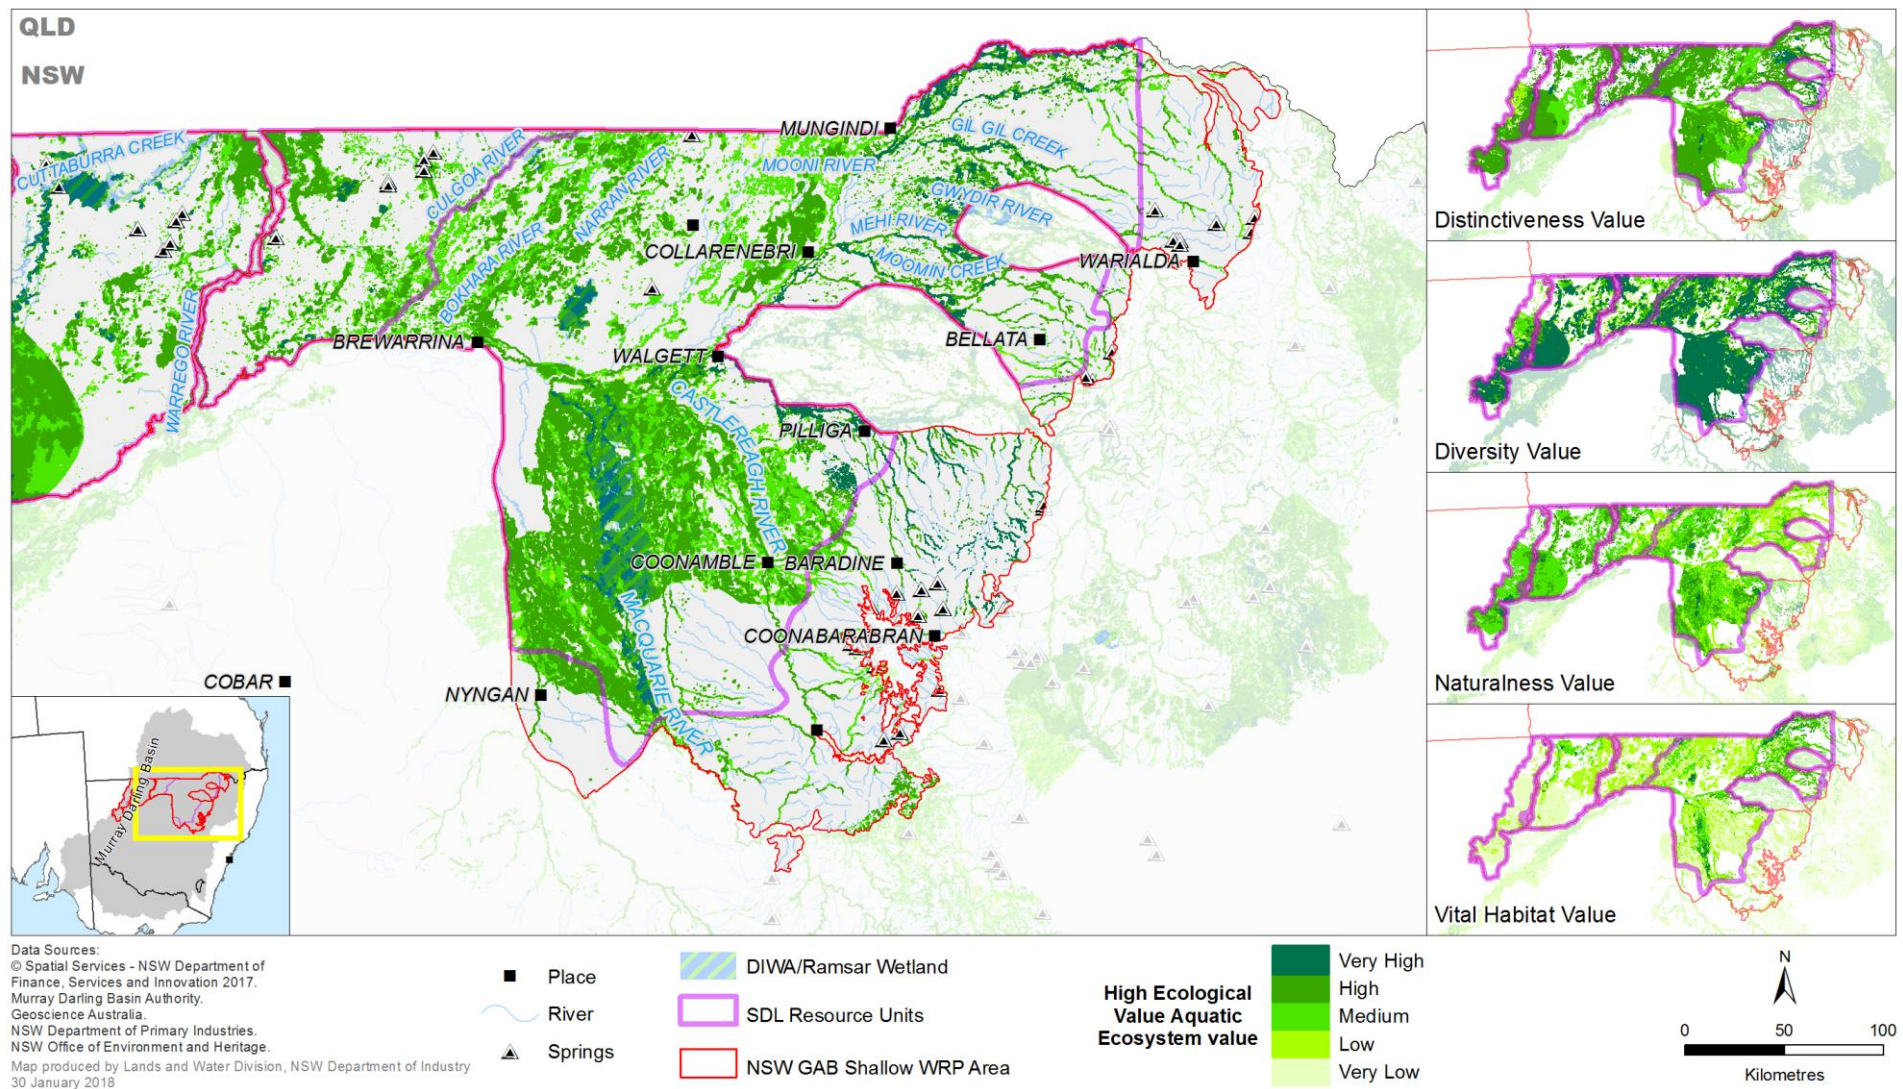 QLD
NSW
CUTTABURRA CREEK
CULGOA RIVER
BOKHARA RIVER
NARRAN RIVER
WARREGO RIVER
MUNGINDI
MOONI RIVER
GIL GIL CREEK
GWYDIR RIVER
MEHI RIVER
MOOMIN CREEK
COLLARENEBRI
WARIALDA
BREWARRINA
WALGETT
BELLATA
CASTLEREAGH RIVER
PILLIGA
COONAMBLE
BARADINE
MACQUARIE RIVER
COONABARABRAN
COBAR
NYNGAN
Murray Darling Basin
Distinctiveness Value
Diversity Value
Naturalness Value
Vital Habitat Value
Data Sources:
© Spatial Services - NSW Department of
Finance, Services and Innovation 2017.
Murray Darling Basin Authority.
Geoscience Australia.
NSW Department of Primary Industries.
NSW Office of Environment and Heritage.
Map produced by Lands and Water Division, NSW Department of Industry
30 January 2018
Place
River
Springs
DIWA/Ramsar Wetland
SDL Resource Units
NSW GAB Shallow WRP Area
High Ecological
Value Aquatic
Ecosystem value
Very High
High
Medium
Low
Very Low
N
0 50 100
Kilometres